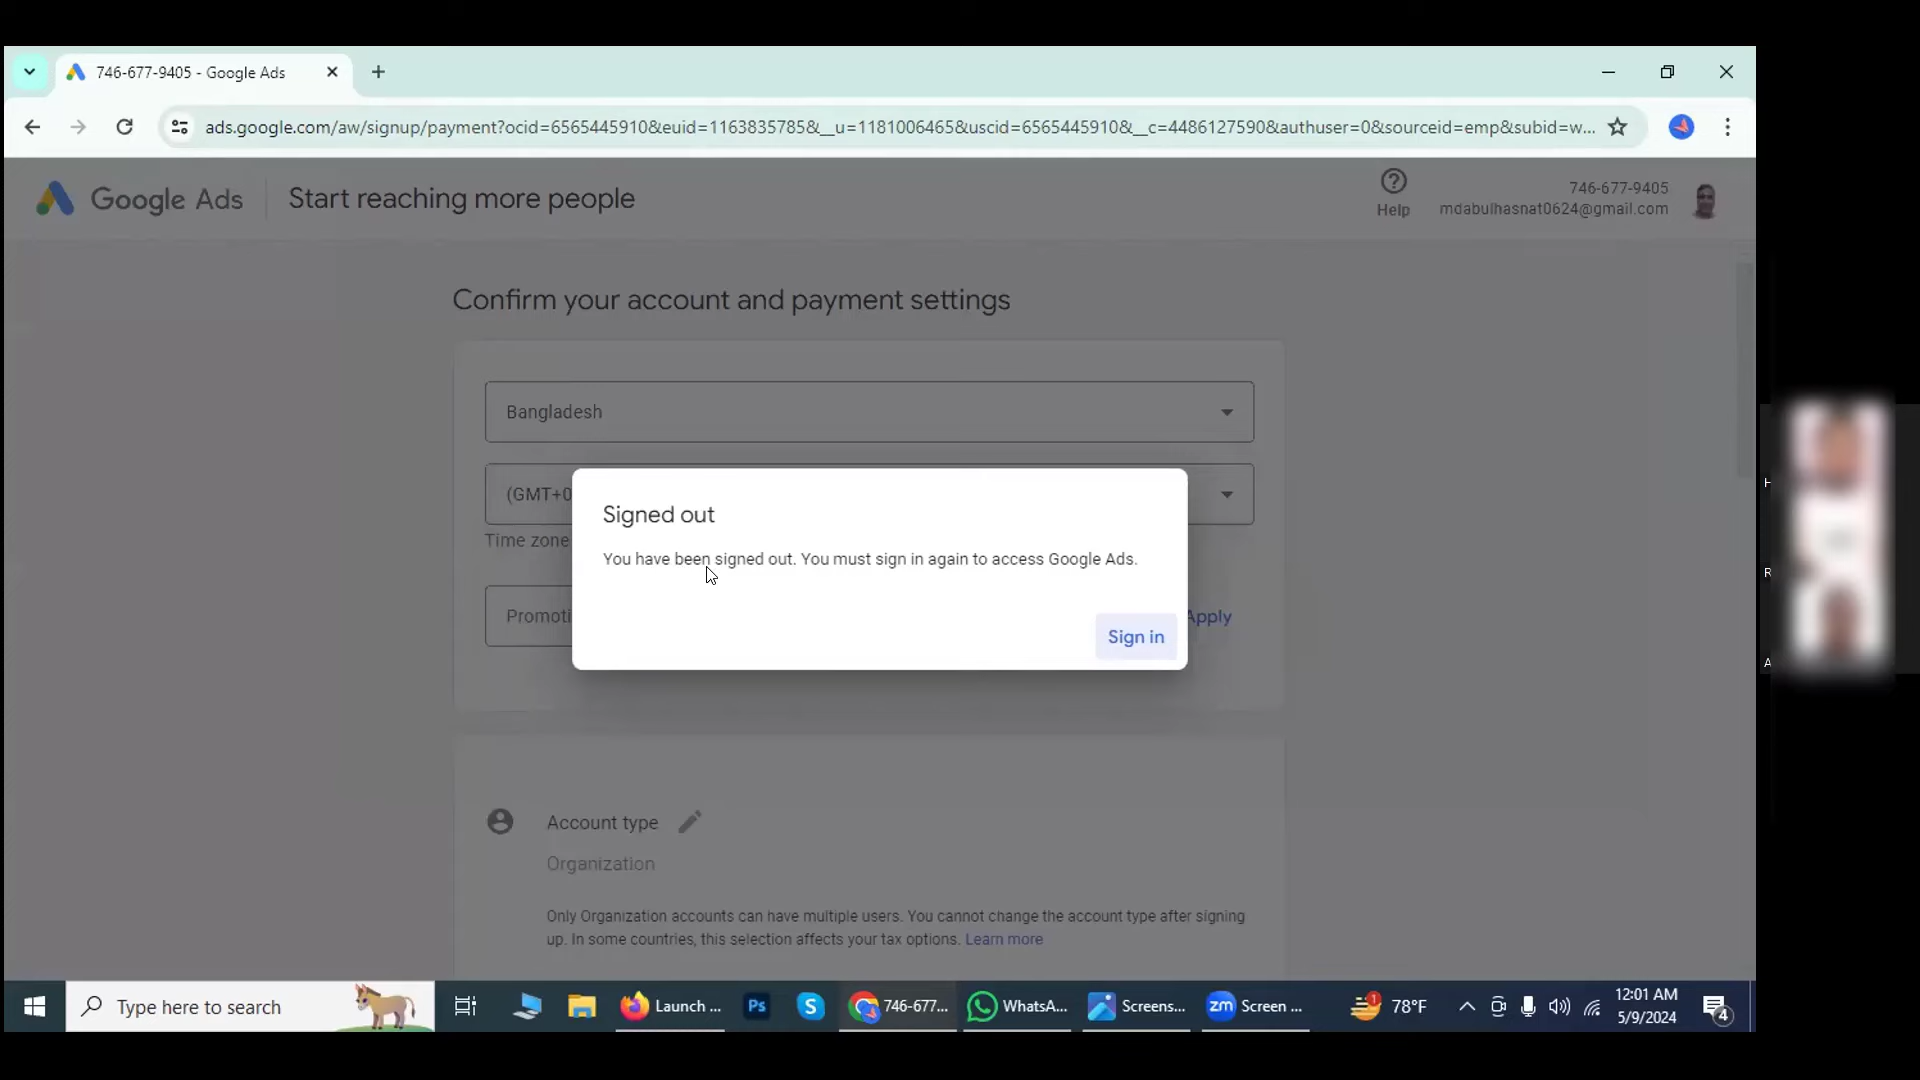 746-677-9405 - Google Ads
ads.google.com/aw/signup/payment?ocid=6565445910&euid=1163835785&__u=1181006465&uscid=6565445910&__c=4486127590&authuser=0&sourceid=emp&subid=w...
Google Ads
Start reaching more people
Help
746-677-9405
mdabulhasnat0624@gmail.com
Confirm your account and payment settings
Bangladesh
(GMT+0
Time zone
Signed out
You have been signed out. You must sign in again to access Google Ads.
Sign in
Promoti
Apply
Account type
Organization
Only Organization accounts can have multiple users. You cannot change the account type after signing
up. In some countries, this selection affects your tax options. Learn more
H
R
A
Type here to search
Launch ...
Ps
S
746-677...
WhatsA...
Screens...
zm
Screen ...
1
78°F
12:01 AM
5/9/2024
4